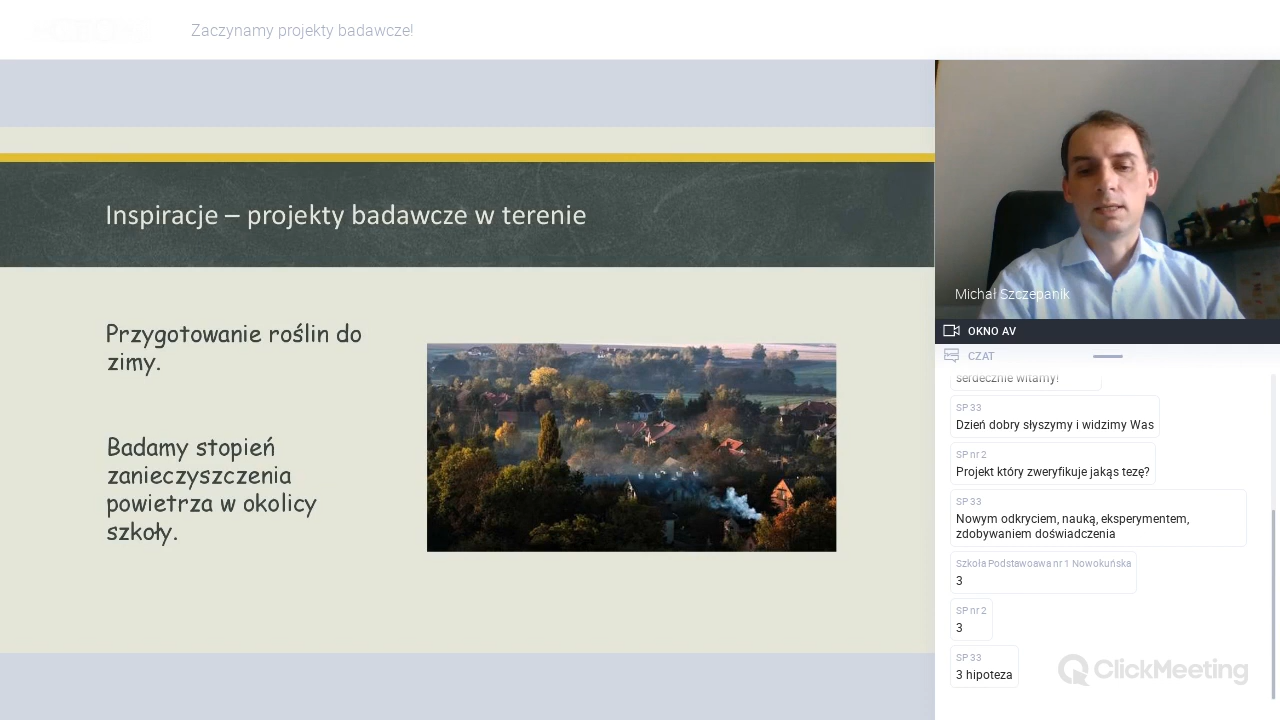 Zaczynamy projekty badawcze!
Inspiracje – projekty badawcze w terenie
Przygotowanie roślin do
zimy.
Badamy stopień
zanieczyszczenia
powietrza w okolicy
szkoły.
Michał Szczepanik
OKNO AV
CZAT
serdecznie witamy!
SP 33
Dzień dobry słyszymy i widzimy Was
SP nr 2
Projekt który zweryfikuje jakąs tezę?
SP 33
Nowym odkryciem, nauką, eksperymentem,
zdobywaniem doświadczenia
Szkoła Podstawoawa nr 1 Nowokuńska
3
SP nr 2
3
SP 33
3 hipoteza
ClickMeeting